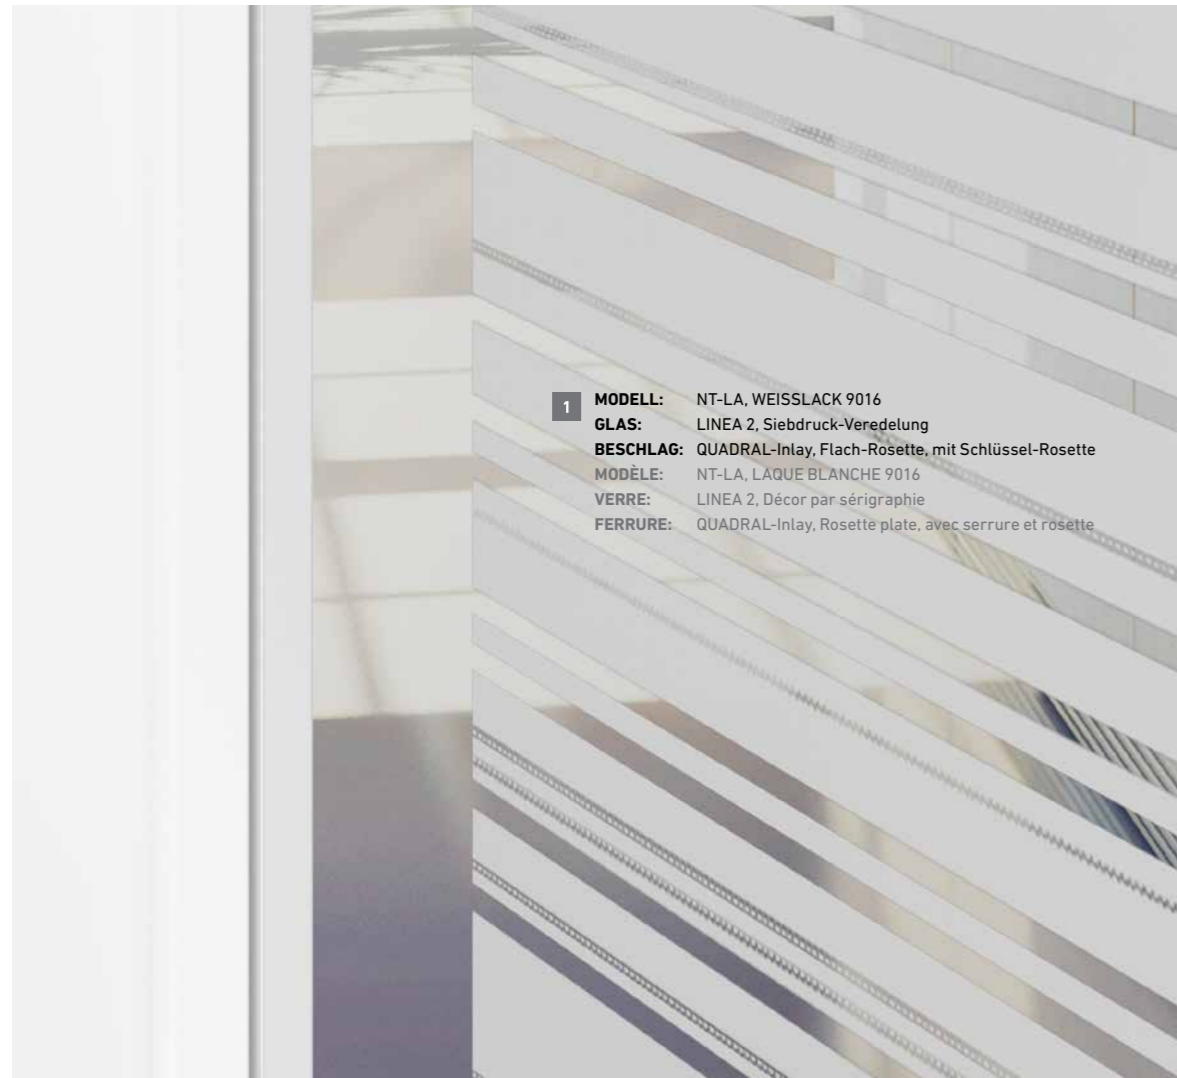 1
MODELL: NT-LA, WEISSLACK 9016
GLAS: LINEA 2, Siebdruck-Veredelung
BESCHLAG: QUADRAL-Inlay, Flach-Rosette, mit Schlüssel-Rosette
MODÈLE: NT-LA, LAQUE BLANCHE 9016
VERRE: LINEA 2, Décor par sérigraphie
FERRURE: QUADRAL-Inlay, Rosette plate, avec serrure et rosette